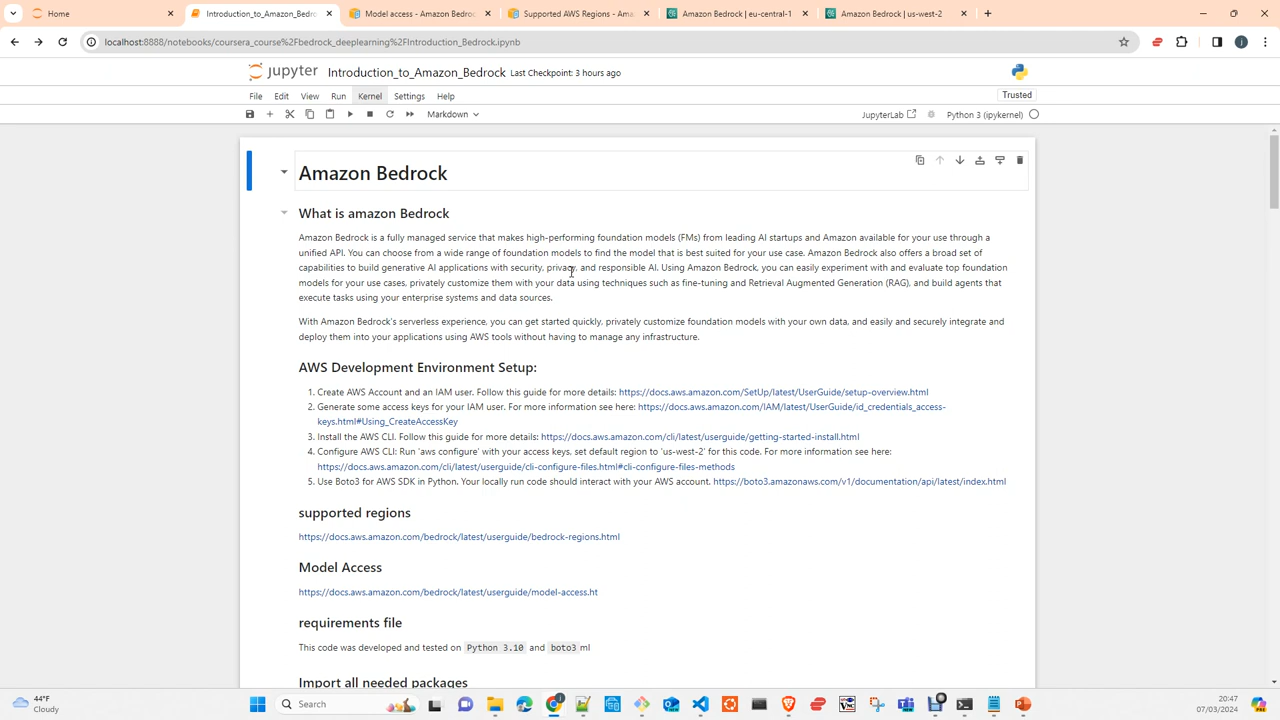 Home
Introduction_to_Amazon_Bedro
Model access - Amazon Bedroc
Supported AWS Regions - Ama
Amazon Bedrock | eu-central-1
Amazon Bedrock | us-west-2
localhost:8888/notebooks/coursera_course%2Fbedrock_deeplearning%2FIntroduction_Bedrock.ipynb
jupyter Introduction_to_Amazon_Bedrock Last Checkpoint: 3 hours ago
File Edit View Run Kernel Settings Help
Trusted
Markdown
JupyterLab
Python 3 (ipykernel)
Amazon Bedrock
What is amazon Bedrock
Amazon Bedrock is a fully managed service that makes high-performing foundation models (FMs) from leading AI startups and Amazon available for your use through a
unified API. You can choose from a wide range of foundation models to find the model that is best suited for your use case. Amazon Bedrock also offers a broad set of
capabilities to build generative AI applications with security, privacy, and responsible AI. Using Amazon Bedrock, you can easily experiment with and evaluate top foundation
models for your use cases, privately customize them with your data using techniques such as fine-tuning and Retrieval Augmented Generation (RAG), and build agents that
execute tasks using your enterprise systems and data sources.
With Amazon Bedrock's serverless experience, you can get started quickly, privately customize foundation models with your own data, and easily and securely integrate and
deploy them into your applications using AWS tools without having to manage any infrastructure.
AWS Development Environment Setup:
1. Create AWS Account and an IAM user. Follow this guide for more details: https://docs.aws.amazon.com/SetUp/latest/UserGuide/setup-overview.html
2. Generate some access keys for your IAM user. For more information see here: https://docs.aws.amazon.com/IAM/latest/UserGuide/id_credentials_access-
keys.html#Using_CreateAccessKey
3. Install the AWS CLI. Follow this guide for more details: https://docs.aws.amazon.com/cli/latest/userguide/getting-started-install.html
4. Configure AWS CLI: Run 'aws configure' with your access keys, set default region to 'us-west-2' for this code. For more information see here:
https://docs.aws.amazon.com/cli/latest/userguide/cli-configure-files.html#cli-configure-files-methods
5. Use Boto3 for AWS SDK in Python. Your locally run code should interact with your AWS account. https://boto3.amazonaws.com/v1/documentation/api/latest/index.html
supported regions
https://docs.aws.amazon.com/bedrock/latest/userguide/bedrock-regions.html
Model Access
https://docs.aws.amazon.com/bedrock/latest/userguide/model-access.ht
requirements file
This code was developed and tested on Python 3.10 and boto3 ml
Import all needed packages
44°F
Cloudy
Search
20:47
07/03/2024